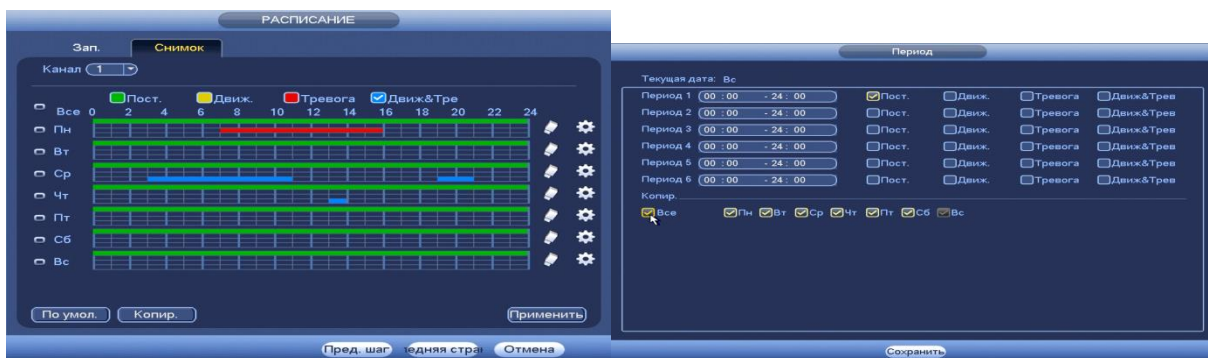 РАСПИСАНИЕ
Зап. Снимок
Канал 1
Пост. Движ. Тревога Движ&Тре
Все 0 2 4 6 8 10 12 14 16 18 20 22 24
Пн
Вт
Ср
Чт
Пт
Сб
Вс
По умол. Копир. Применить
Пред. шаг едняя стра Отмена
Период
Текущая дата: Вс
Период 1 00 :00 - 24 : 00 Пост. Движ. Тревога Движ&Трев
Период 2 00 :00 - 24 : 00 Пост. Движ. Тревога Движ&Трев
Период 3 00 :00 - 24 : 00 Пост. Движ. Тревога Движ&Трев
Период 4 00 :00 - 24 : 00 Пост. Движ. Тревога Движ&Трев
Период 5 00 :00 - 24 : 00 Пост. Движ. Тревога Движ&Трев
Период 6 00 :00 - 24 : 00 Пост. Движ. Тревога Движ&Трев
Копир.
Все Пн Вт Ср Чт Пт Сб Вс
Сохранить